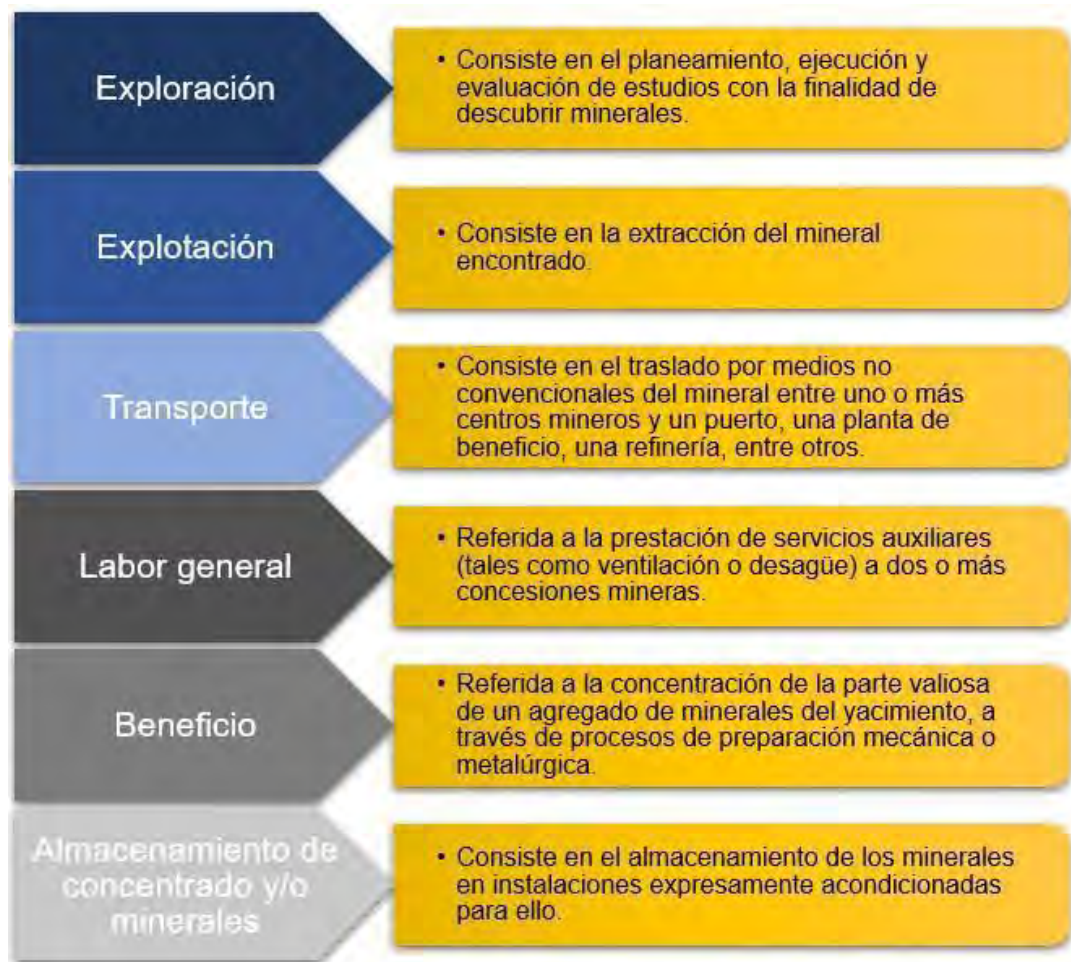 Exploración
• Consiste en el planeamiento, ejecución y
evaluación de estudios con la finalidad de
descubrir minerales.
Explotación
• Consiste en la extracción del mineral
encontrado.
Transporte
• Consiste en el traslado por medios no
convencionales del mineral entre uno o más
centros mineros y un puerto, una planta de
beneficio, una refinería, entre otros.
Labor general
• Referida a la prestación de servicios auxiliares
(tales como ventilación o desagüe) a dos o más
concesiones mineras.
Beneficio
• Referida a la concentración de la parte valiosa
de un agregado de minerales del yacimiento, a
través de procesos de preparación mecánica o
metalúrgica.
Almacenamiento de
concentrado y/o
minerales
• Consiste en el almacenamiento de los minerales
en instalaciones expresamente acondicionadas
para ello.